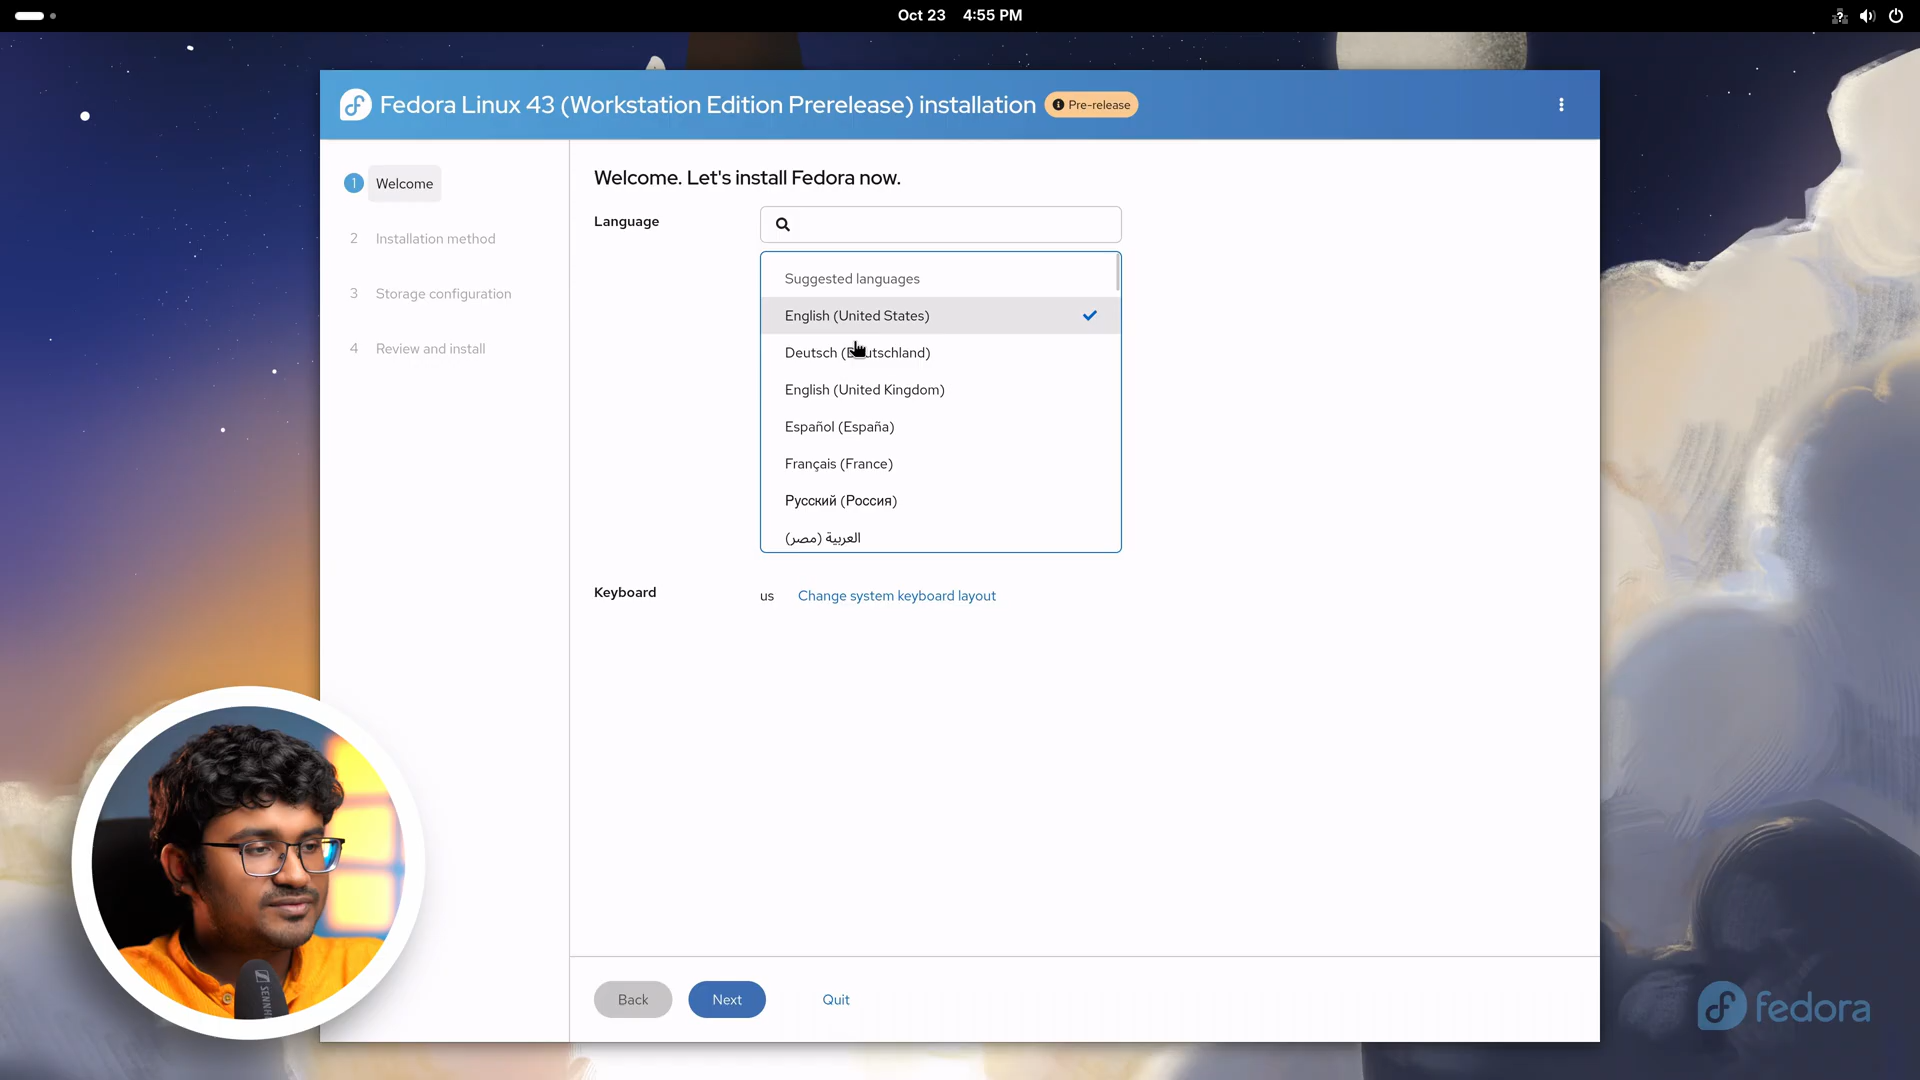 Oct 23 4:55 PM
Fedora Linux 43 (Workstation Edition Prerelease) installation
Pre-release
1 Welcome
2 Installation method
3 Storage configuration
4 Review and install
Welcome. Let's install Fedora now.
Language
Suggested languages
English (United States)
Deutsch (Deutschland)
English (United Kingdom)
Español (España)
Français (France)
Русский (Россия)
العربية (مصر)
Keyboard
us Change system keyboard layout
Back Next Quit
fedora